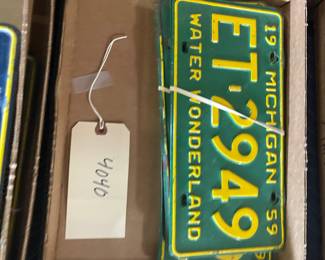 19 MICHIGAN 59
ET·2949
WATER WONDERLAND
4040